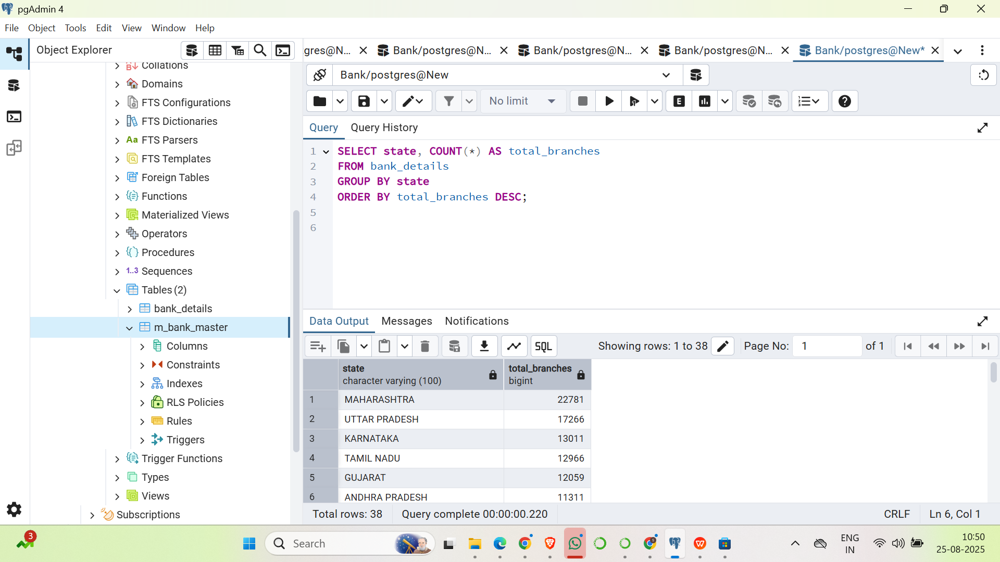 pgAdmin 4
File Object Tools Edit View Window Help
Object Explorer
gres@N... Bank/postgres@N... Bank/postgres@N... Bank/postgres@N... Bank/postgres@New*
Collations
Domains
FTS Configurations
FTS Dictionaries
Aa FTS Parsers
FTS Templates
Foreign Tables
Functions
Materialized Views
Operators
Procedures
1..3 Sequences
Tables (2)
bank_details
m_bank_master
Columns
Constraints
Indexes
RLS Policies
Rules
Triggers
Trigger Functions
Types
Views
Subscriptions
Bank/postgres@New
No limit
E
Query Query History
1 SELECT state, COUNT(*) AS total_branches
2 FROM bank_details
3 GROUP BY state
4 ORDER BY total_branches DESC;
5
6
Data Output Messages Notifications
SQL Showing rows: 1 to 38 Page No: 1 of 1
state total_branches
character varying (100) bigint
1 MAHARASHTRA 22781
2 UTTAR PRADESH 17266
3 KARNATAKA 13011
4 TAMIL NADU 12966
5 GUJARAT 12059
6 ANDHRA PRADESH 11311
Total rows: 38 Query complete 00:00:00.220 CRLF Ln 6, Col 1
3 Search ENG 10:50
IN 25-08-2025